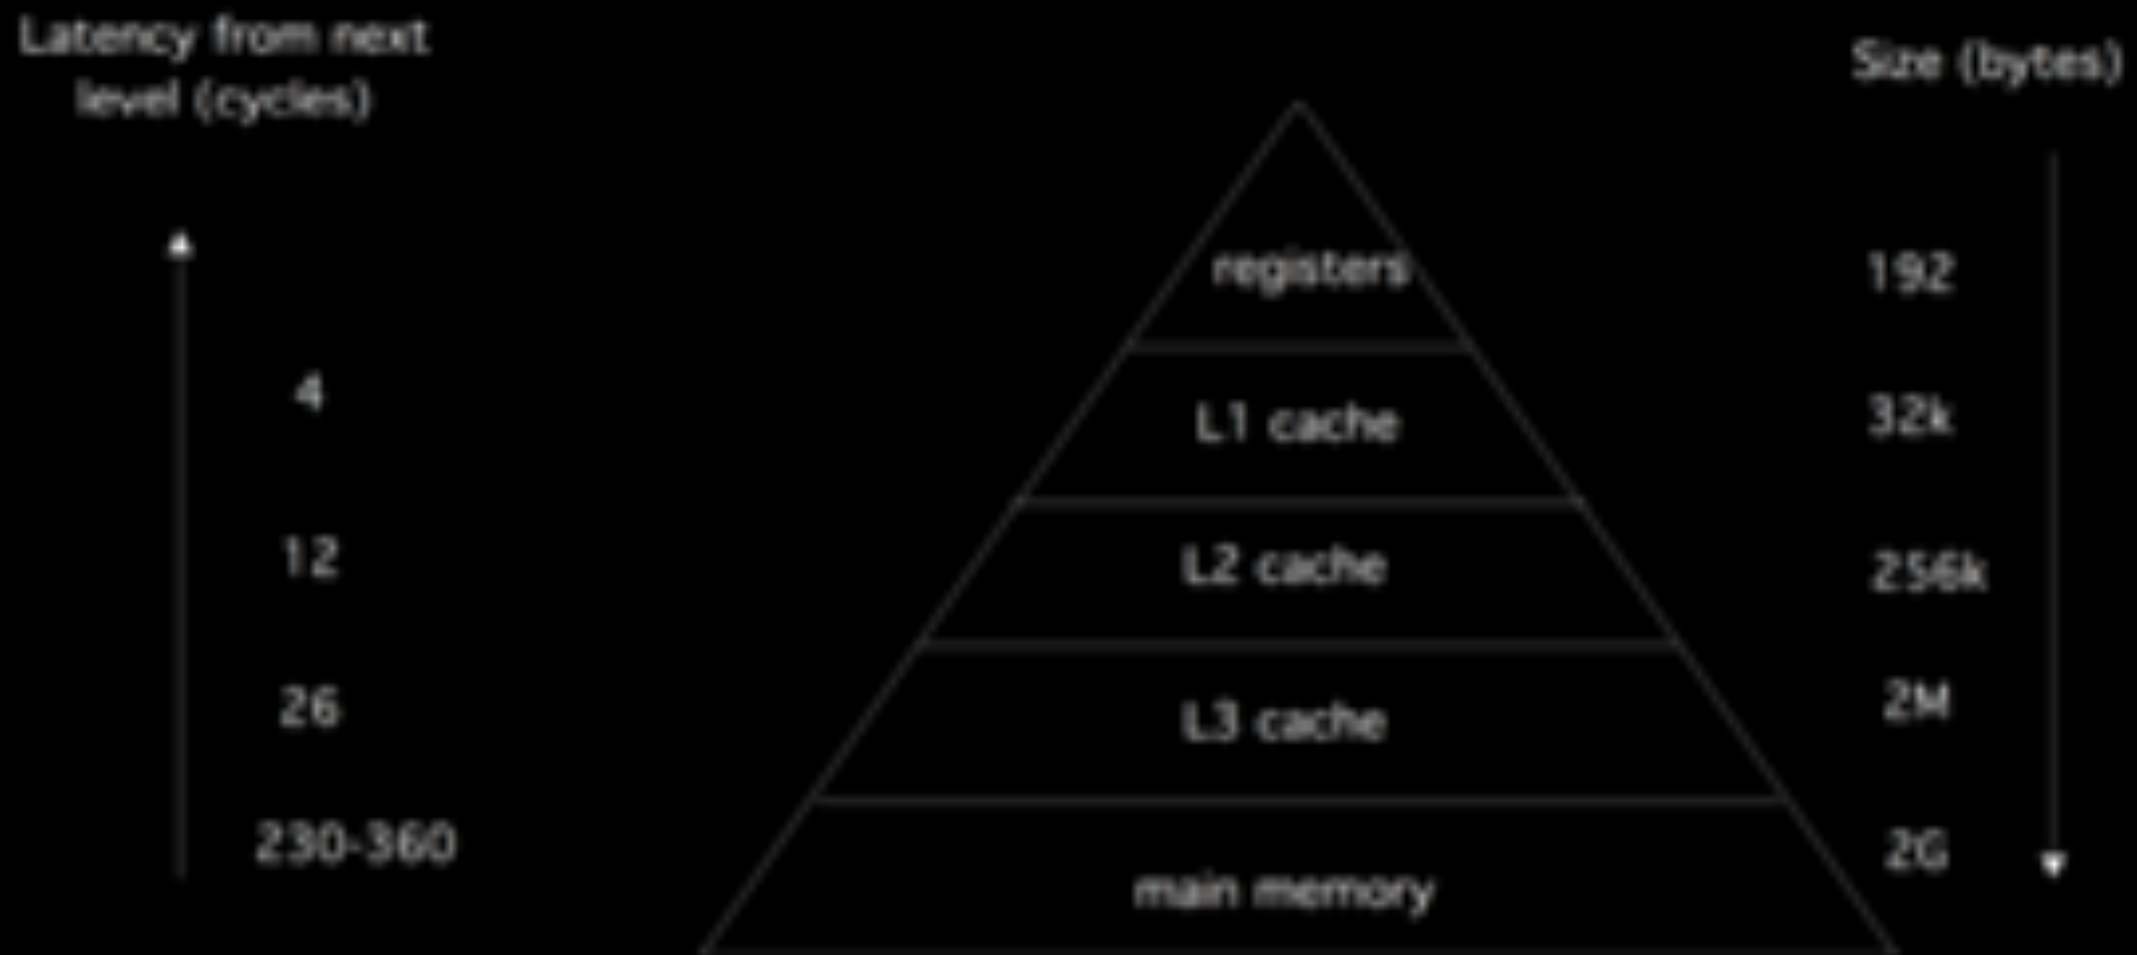 Latency from next
level (cycles)
Size (bytes)
registers
192
4
L1 cache
32k
12
L2 cache
256k
26
L3 cache
2M
230-360
main memory
2G